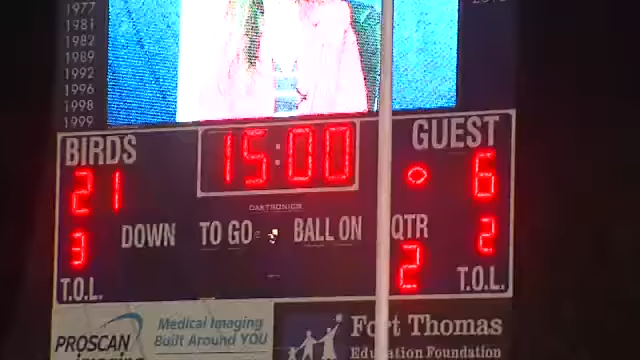 1977
1981
1982
1989
1992
1996
1998
1999
BIRDS 15:00 GUEST
21 6
DAKTRONICS
DOWN TO GO BALL ON QTR
3 2 2
T.O.L. T.O.L.
PROSCAN imaging
Medical Imaging
Built Around YOU
Fort Thomas
Education Foundation